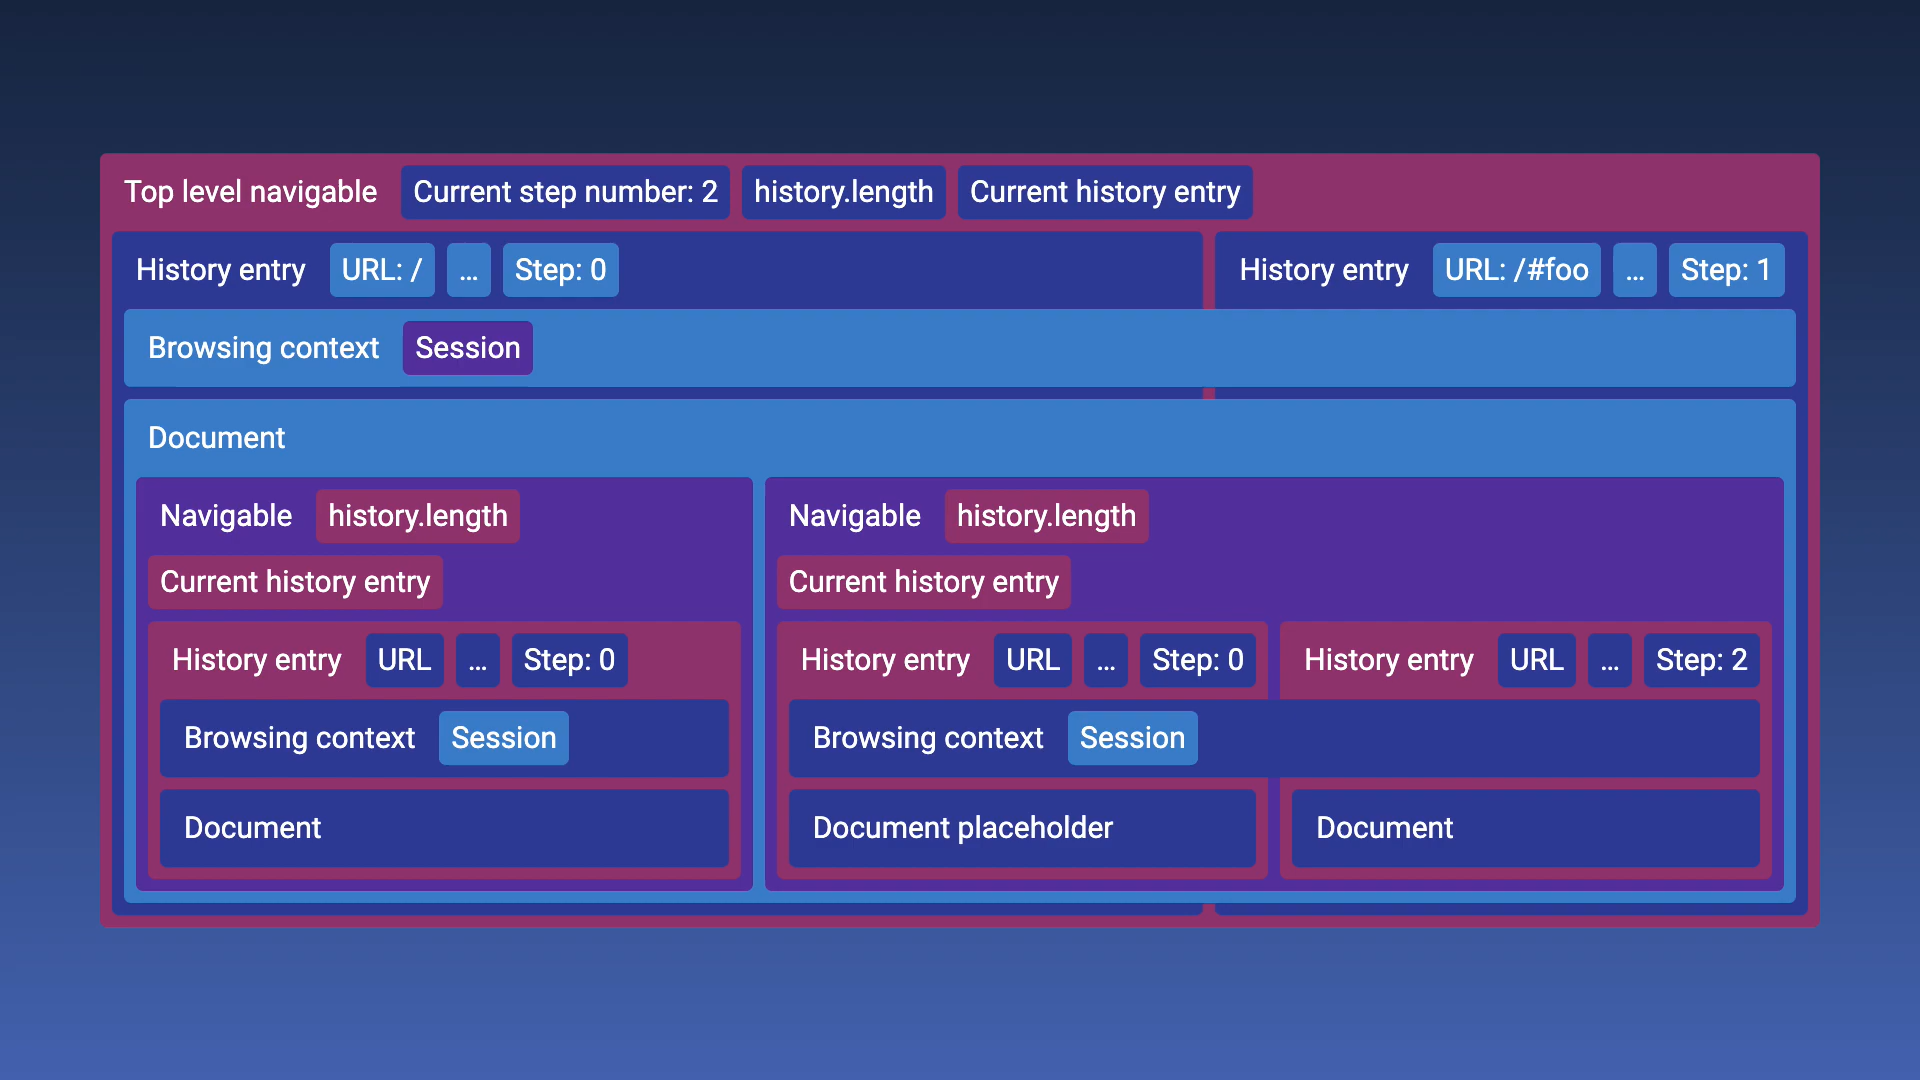 Top level navigable Current step number: 2 history.length Current history entry
History entry URL: / ... Step: 0
History entry URL: /#foo ... Step: 1
Browsing context Session
Document
Navigable history.length
Current history entry
History entry URL ... Step: 0
Browsing context Session
Document
Navigable history.length
Current history entry
History entry URL ... Step: 0
History entry URL ... Step: 2
Browsing context Session
Document placeholder
Document